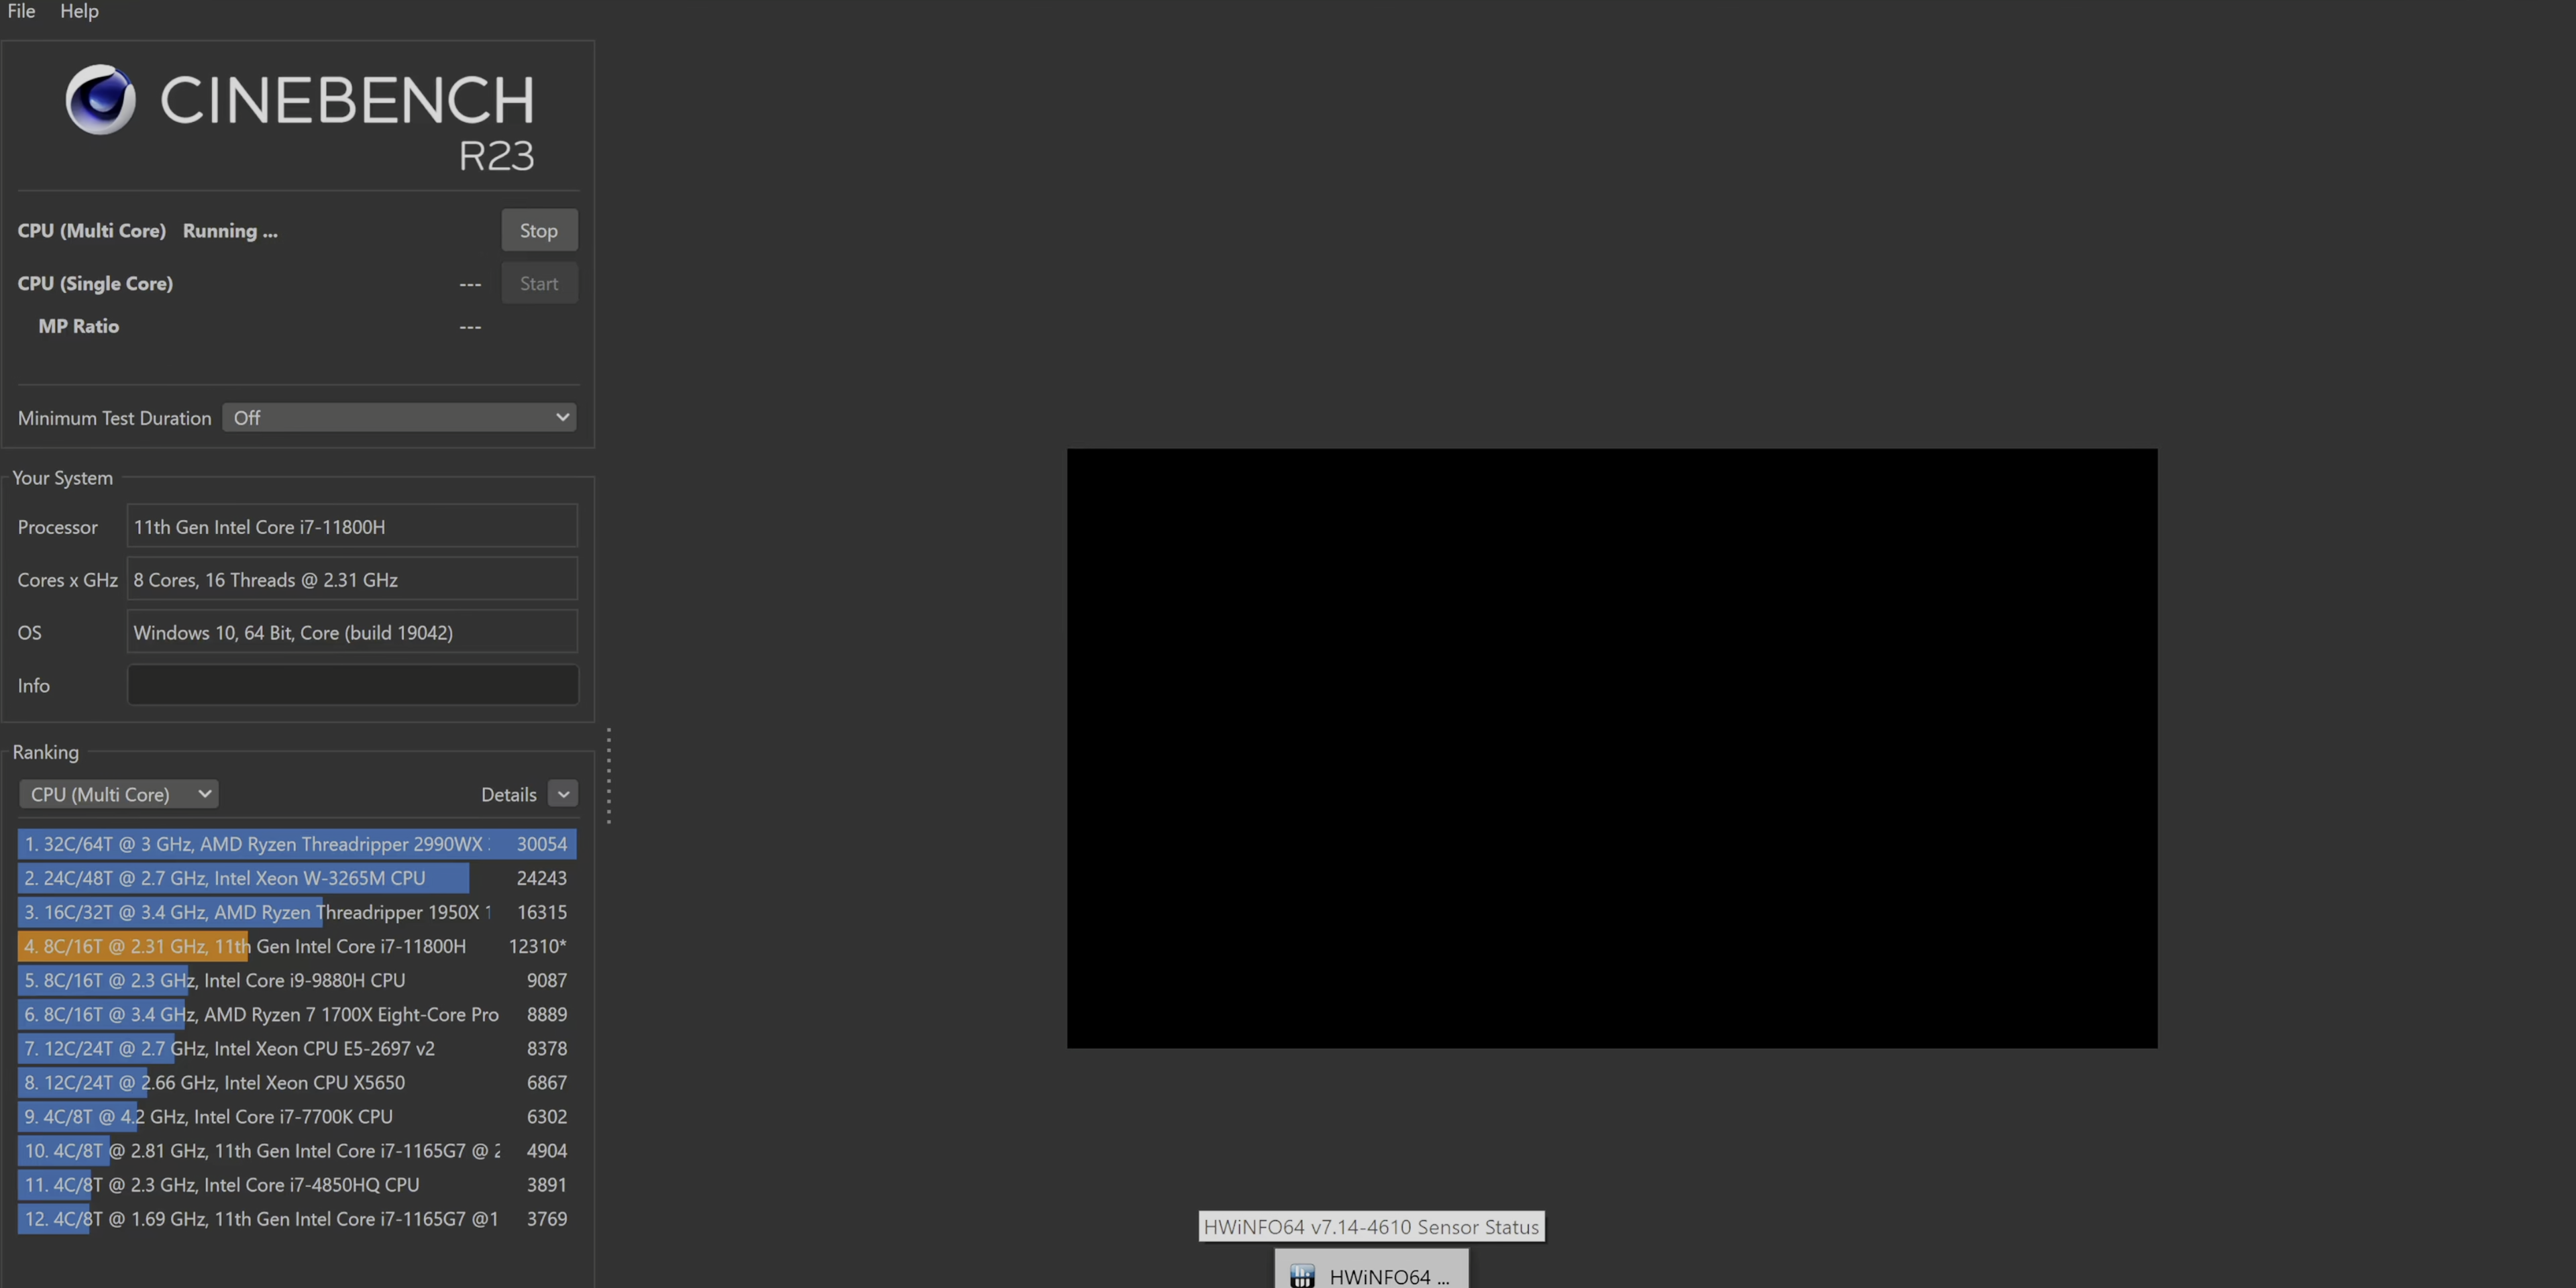 File Help
CINEBENCH
R23
CPU (Multi Core) Running ... Stop
CPU (Single Core) --- Start
MP Ratio ---
Minimum Test Duration Off
Your System
Processor 11th Gen Intel Core i7-11800H
Cores x GHz 8 Cores, 16 Threads @ 2.31 GHz
OS Windows 10, 64 Bit, Core (build 19042)
Info
Ranking
CPU (Multi Core) Details
1. 32C/64T @ 3 GHz, AMD Ryzen Threadripper 2990WX 30054
2. 24C/48T @ 2.7 GHz, Intel Xeon W-3265M CPU 24243
3. 16C/32T @ 3.4 GHz, AMD Ryzen Threadripper 1950X 1 16315
4. 8C/16T @ 2.31 GHz, 11th Gen Intel Core i7-11800H 12310*
5. 8C/16T @ 2.3 GHz, Intel Core i9-9880H CPU 9087
6. 8C/16T @ 3.4 GHz, AMD Ryzen 7 1700X Eight-Core Pro 8889
7. 12C/24T @ 2.7 GHz, Intel Xeon CPU E5-2697 v2 8378
8. 12C/24T @ 2.66 GHz, Intel Xeon CPU X5650 6867
9. 4C/8T @ 4.2 GHz, Intel Core i7-7700K CPU 6302
10. 4C/8T @ 2.81 GHz, 11th Gen Intel Core i7-1165G7 @ 2 4904
11. 4C/8T @ 2.3 GHz, Intel Core i7-4850HQ CPU 3891
12. 4C/8T @ 1.69 GHz, 11th Gen Intel Core i7-1165G7 @1 3769
HWiNFO64 v7.14-4610 Sensor Status
HWiNFO64 ...